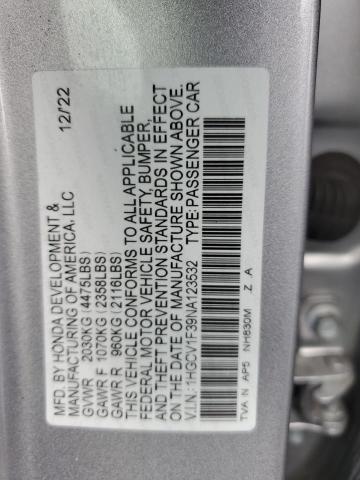 MFD. BY HONDA DEVELOPMENT &
MANUFACTURING OF AMERICA, LLC 12/22
GVWR 2030KG (4475LBS)
GAWR F 1070KG (2358LBS)
GAWR R 960KG (2116LBS)
THIS VEHICLE CONFORMS TO ALL APPLICABLE
FEDERAL MOTOR VEHICLE SAFETY, BUMPER,
AND THEFT PREVENTION STANDARDS IN EFFECT
ON THE DATE OF MANUFACTURE SHOWN ABOVE.
V.I.N.:1HGCV1F39NA123532 TYPE:PASSENGER CAR
TVA N AP5 NH830M Z A